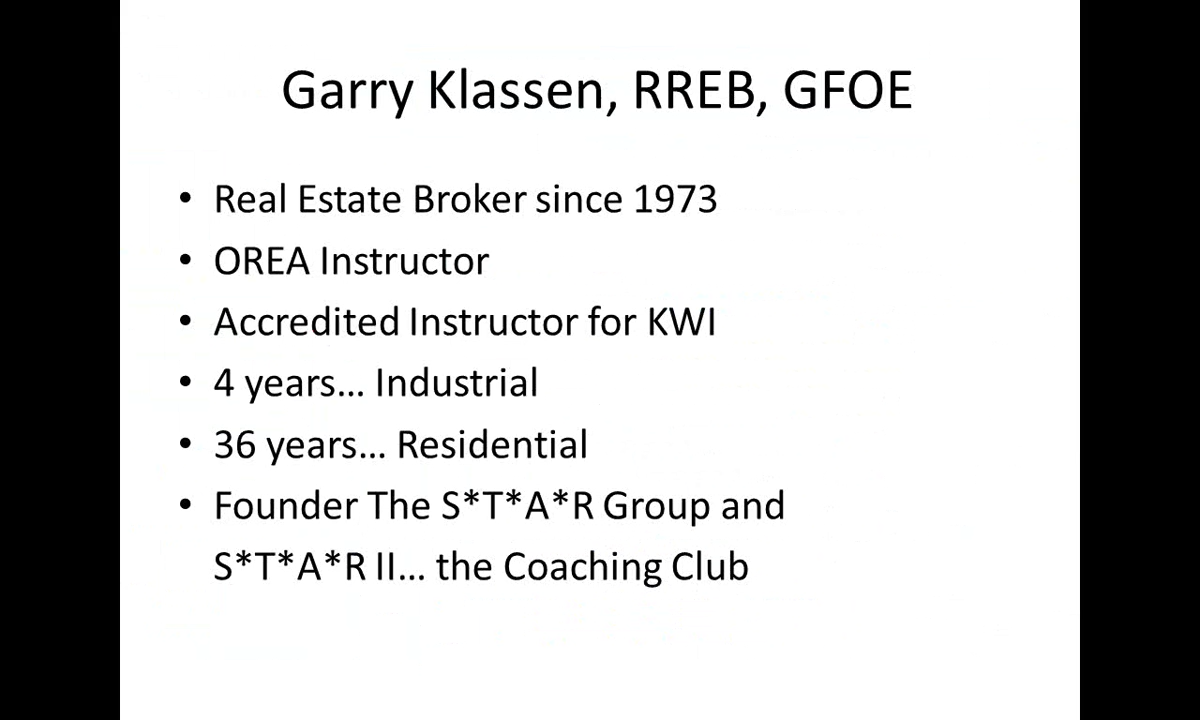 Garry Klassen, RREB, GFOE
• Real Estate Broker since 1973
• OREA Instructor
• Accredited Instructor for KWI
• 4 years... Industrial
• 36 years... Residential
• Founder The S*T*A*R Group and
S*T*A*R II... the Coaching Club